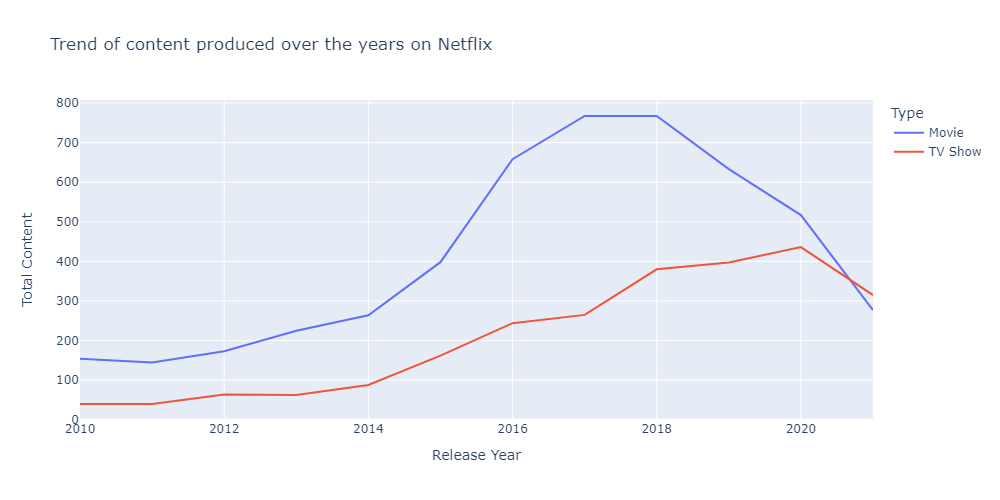 Trend of content produced over the years on Netflix
Type
Movie
TV Show
Total Content
800
700
600
500
400
300
200
100
0
2010
2012
2014
2016
2018
2020
Release Year